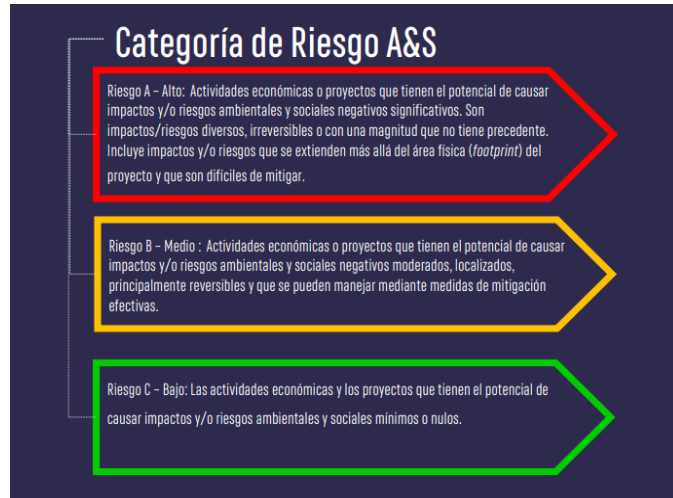 Categoría de Riesgo A&S
Riesgo A – Alto: Actividades económicas o proyectos que tienen el potencial de causar
impactos y/o riesgos ambientales y sociales negativos significativos. Son
impactos/riesgos diversos, irreversibles o con una magnitud que no tiene precedente.
Incluye impactos y/o riesgos que se extienden más allá del área física (footprint) del
proyecto y que son difíciles de mitigar.
Riesgo B – Medio : Actividades económicas o proyectos que tienen el potencial de causar
impactos y/o riesgos ambientales y sociales negativos moderados, localizados,
principalmente reversibles y que se pueden manejar mediante medidas de mitigación
efectivas.
Riesgo C – Bajo: Las actividades económicas y los proyectos que tienen el potencial de
causar impactos y/o riesgos ambientales y sociales mínimos o nulos.